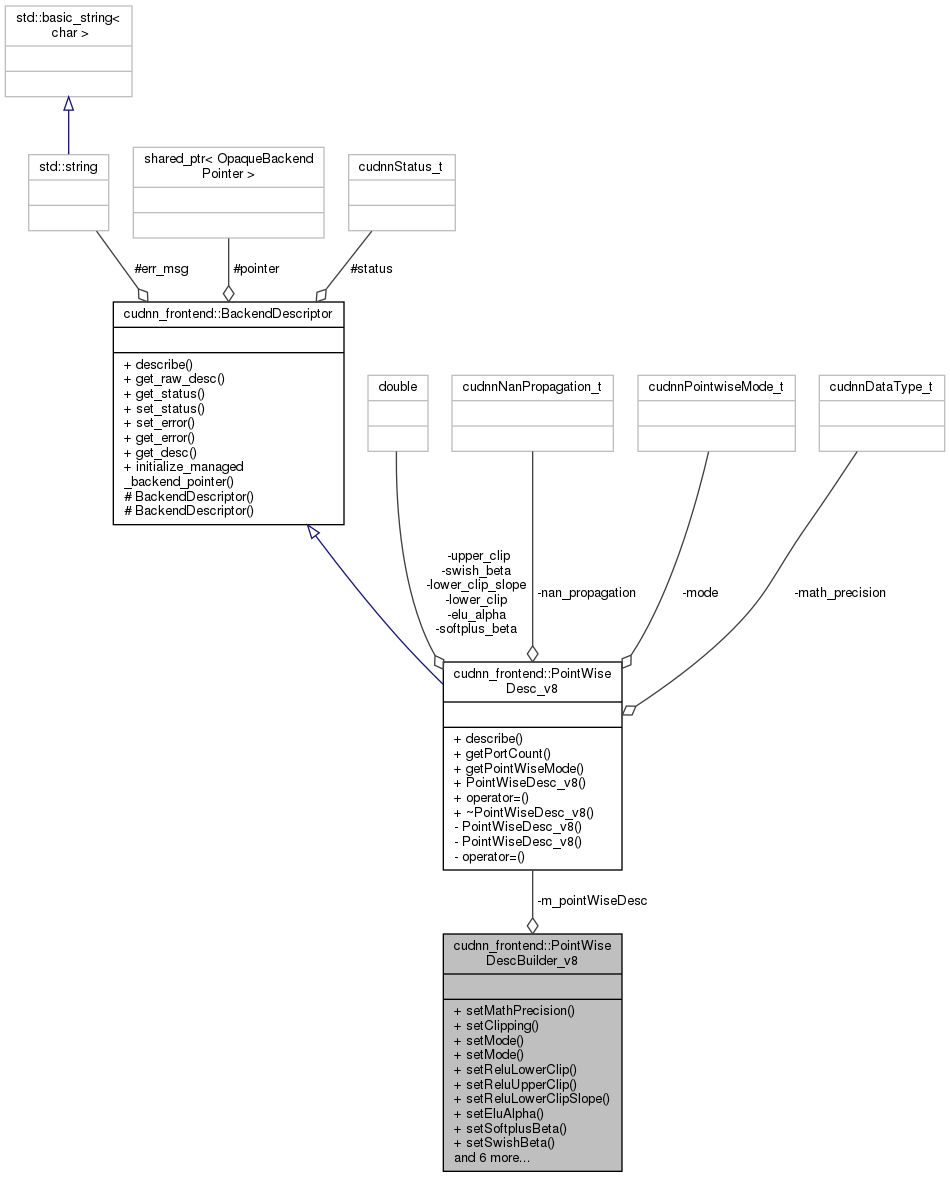 std::basic_string<
char >
std::string
shared_ptr< OpaqueBackend
Pointer >
cudnnStatus_t
#err_msg
#pointer
#status
cudnn_frontend::BackendDescriptor
+ describe()
+ get_raw_desc()
+ get_status()
+ set_status()
+ set_error()
+ get_error()
+ get_desc()
+ initialize_managed
_backend_pointer()
# BackendDescriptor()
# BackendDescriptor()
double
cudnnNanPropagation_t
cudnnPointwiseMode_t
cudnnDataType_t
-upper_clip
-swish_beta
-lower_clip_slope
-lower_clip
-elu_alpha
-softplus_beta
-nan_propagation
-mode
-math_precision
cudnn_frontend::PointWise
Desc_v8
+ describe()
+ getPortCount()
+ getPointWiseMode()
+ PointWiseDesc_v8()
+ operator=()
+ ~PointWiseDesc_v8()
- PointWiseDesc_v8()
- PointWiseDesc_v8()
- operator=()
-m_pointWiseDesc
cudnn_frontend::PointWise
DescBuilder_v8
+ setMathPrecision()
+ setClipping()
+ setMode()
+ setMode()
+ setReluLowerClip()
+ setReluUpperClip()
+ setReluLowerClipSlope()
+ setEluAlpha()
+ setSoftplusBeta()
+ setSwishBeta()
and 6 more...